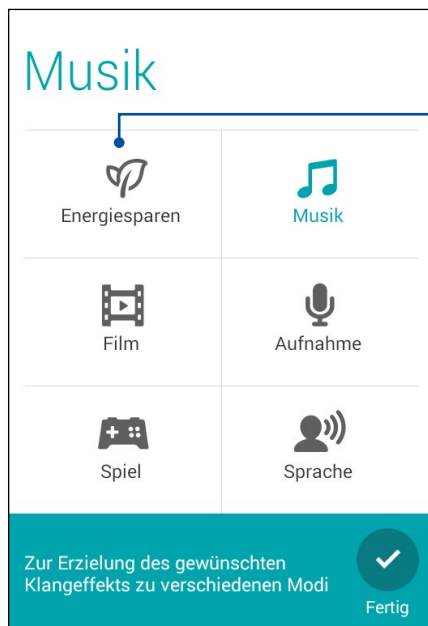 Musik
Energiesparen
Musik
Film
Aufnahme
Spiel
Sprache
Zur Erzielung des gewünschten
Klangeffekts zu verschiedenen Modi
Fertig